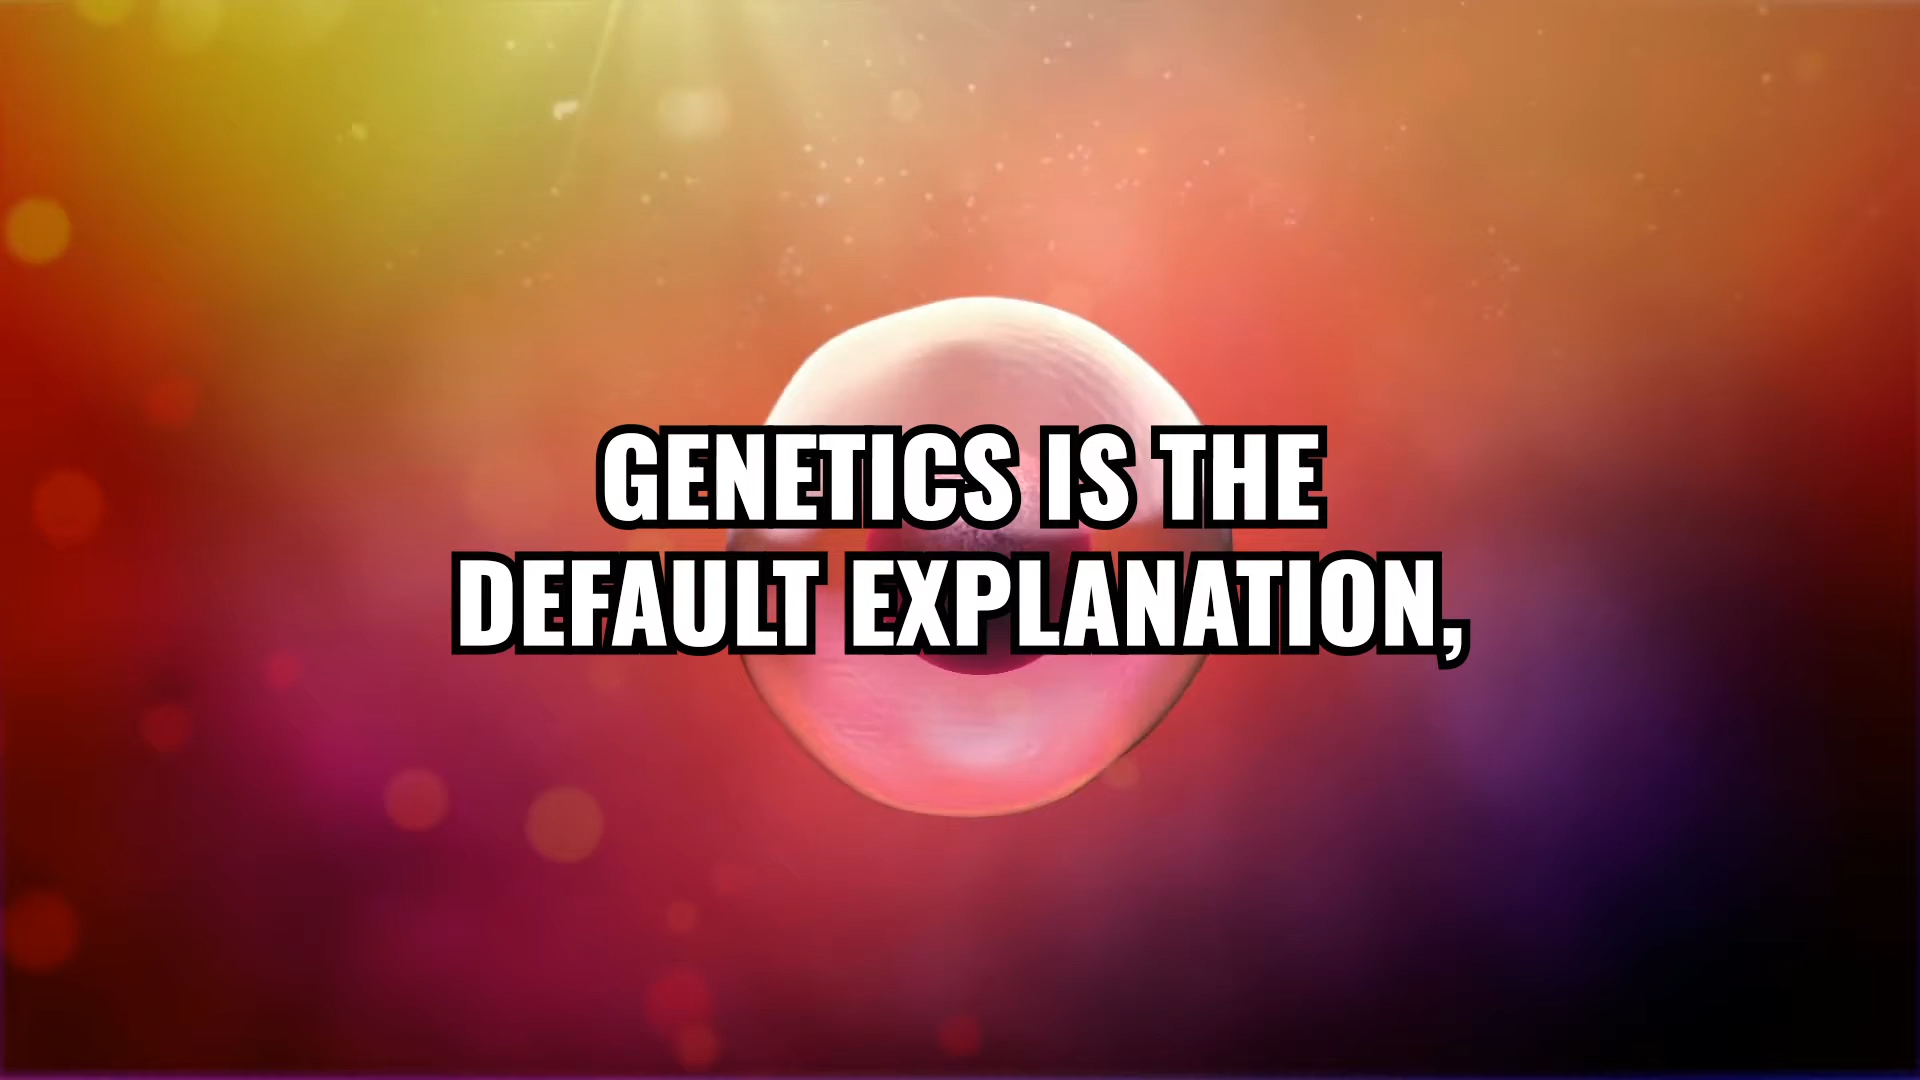 GENETICS IS THE
DEFAULT EXPLANATION,